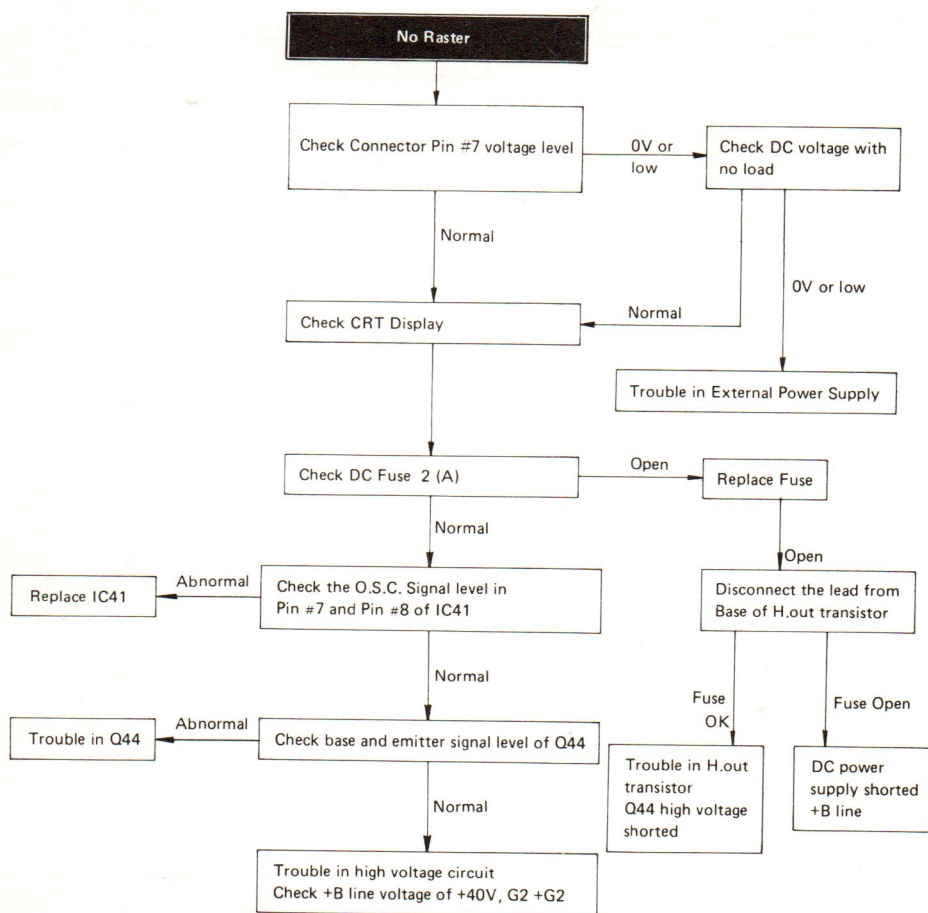 No Raster
Check Connector Pin #7 voltage level
0V or
low
Check DC voltage with
no load
Normal
0V or low
Normal
Check CRT Display
Trouble in External Power Supply
Check DC Fuse 2 (A)
Open
Replace Fuse
Normal
Open
Replace IC41
Abnormal
Check the O.S.C. Signal level in
Pin #7 and Pin #8 of IC41
Disconnect the lead from
Base of H.out transistor
Normal
Fuse
OK
Fuse Open
Trouble in Q44
Abnormal
Check base and emitter signal level of Q44
Trouble in H.out
transistor
Q44 high voltage
shorted
DC power
supply shorted
+B line
Normal
Trouble in high voltage circuit
Check +B line voltage of +40V, G2 +G2